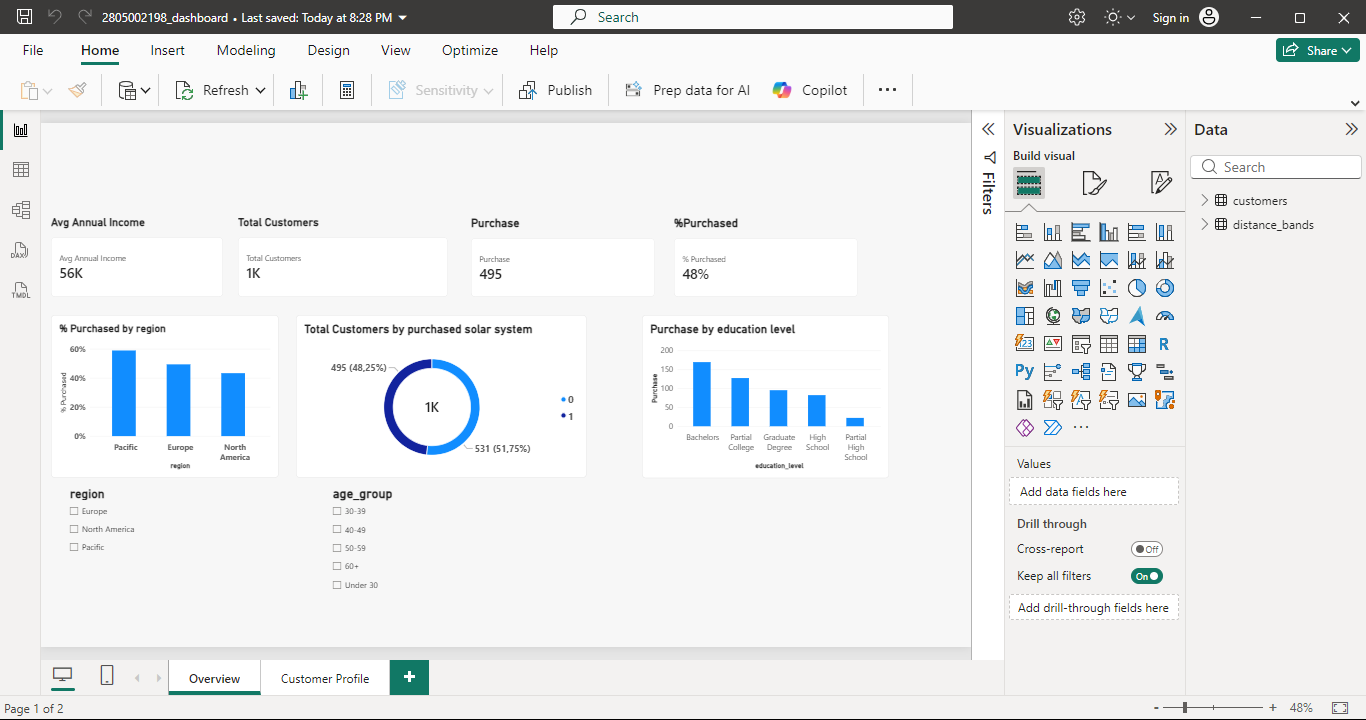 2805002198_dashboard • Last saved: Today at 8:28 PM
Search
Sign in
File
Home
Insert
Modeling
Design
View
Optimize
Help
Share
Refresh
Sensitivity
Publish
Prep data for AI
Copilot
DAX
TMDL
Avg Annual Income
Total Customers
Purchase
%Purchased
Avg Annual Income
56K
Total Customers
1K
Purchase
495
% Purchased
48%
% Purchased by region
60%
40%
20%
0%
% Purchased
Pacific
Europe
North
America
region
Total Customers by purchased solar system
495 (48,25%)
1K
531 (51,75%)
0
1
Purchase by education level
200
150
100
50
0
Purchase
Bachelors
Partial
College
Graduate
Degree
High
School
Partial
High
School
education_level
region
Europe
North America
Pacific
age_group
30-39
40-49
50-59
60+
Under 30
Filters
Visualizations
Build visual
123
R
Py
Values
Add data fields here
Drill through
Cross-report
Off
Keep all filters
On
Add drill-through fields here
Data
Search
customers
distance_bands
Overview
Customer Profile
+
Page 1 of 2
- + 48%